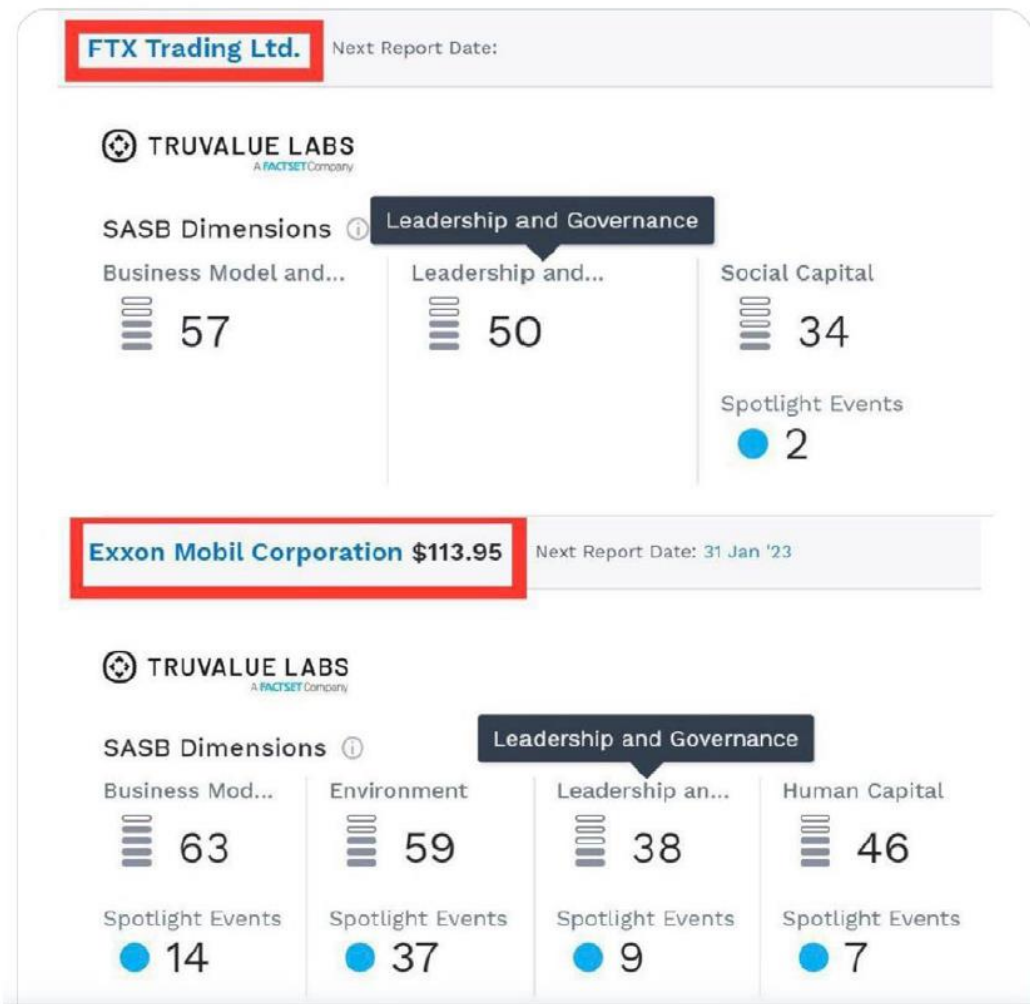 FTX Trading Ltd. Next Report Date:
TRUVALUE LABS
A FACTSET Company
Leadership and Governance
SASB Dimensions
Business Model and... Leadership and... Social Capital
57 50 34
Spotlight Events
2
Exxon Mobil Corporation $113.95 Next Report Date: 31 Jan '23
TRUVALUE LABS
A FACTSET Company
Leadership and Governance
SASB Dimensions
Business Mod... Environment Leadership an... Human Capital
63 59 38 46
Spotlight Events Spotlight Events Spotlight Events Spotlight Events
14 37 9 7